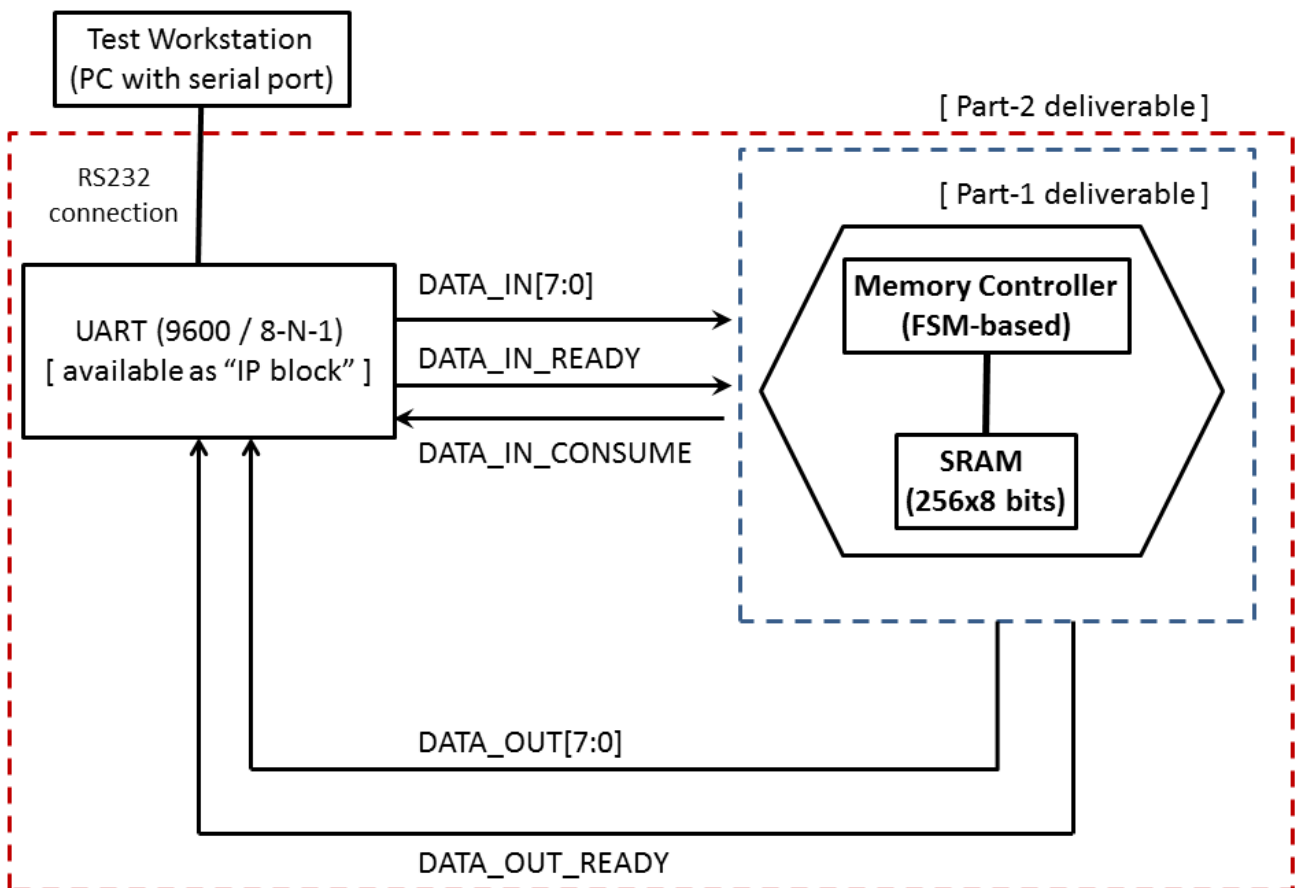 Test Workstation
(PC with serial port)
[ Part-2 deliverable ]
RS232
connection
[ Part-1 deliverable ]
UART (9600 / 8-N-1)
[ available as “IP block” ]
DATA_IN[7:0]
DATA_IN_READY
DATA_IN_CONSUME
Memory Controller
(FSM-based)
SRAM
(256x8 bits)
DATA_OUT[7:0]
DATA_OUT_READY